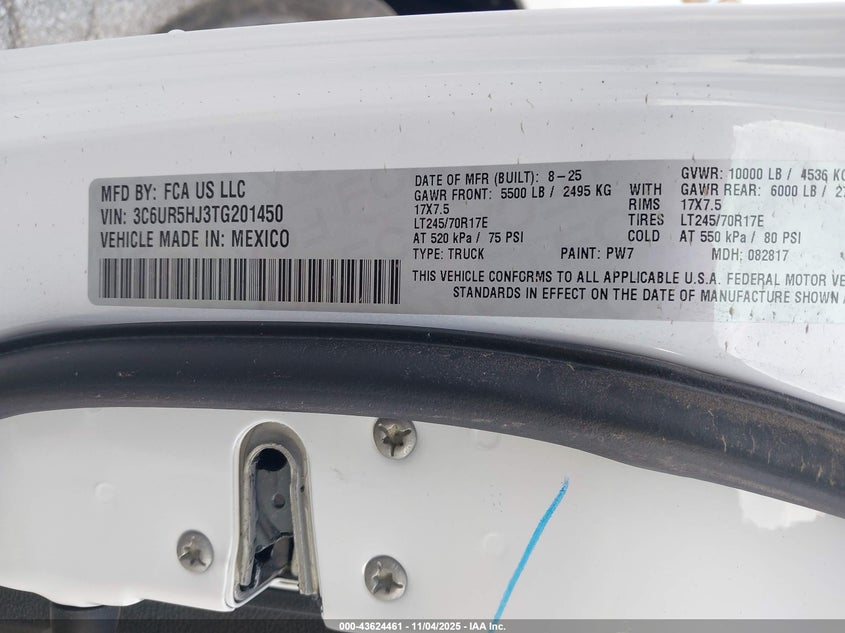 MFD BY: FCA US LLC
VIN: 3C6UR5HJ3TG201450
VEHICLE MADE IN: MEXICO
DATE OF MFR (BUILT): 8-25 GVWR: 10000 LB / 4536 KG
GAWR FRONT: 5500 LB / 2495 KG WITH GAWR REAR: 6000 LB /
17X7.5 RIMS 17X7.5
LT245/70R17E TIRES LT245/70R17E
AT 520 kPa / 75 PSI COLD AT 550 kPa / 80 PSI
TYPE: TRUCK PAINT: PW7 MDH: 082817
THIS VEHICLE CONFORMS TO ALL APPLICABLE U.S.A. FEDERAL MOTOR
STANDARDS IN EFFECT ON THE DATE OF MANUFACTURE SHOWN
000-43624461 - 11/04/2025 - www.iaai.com